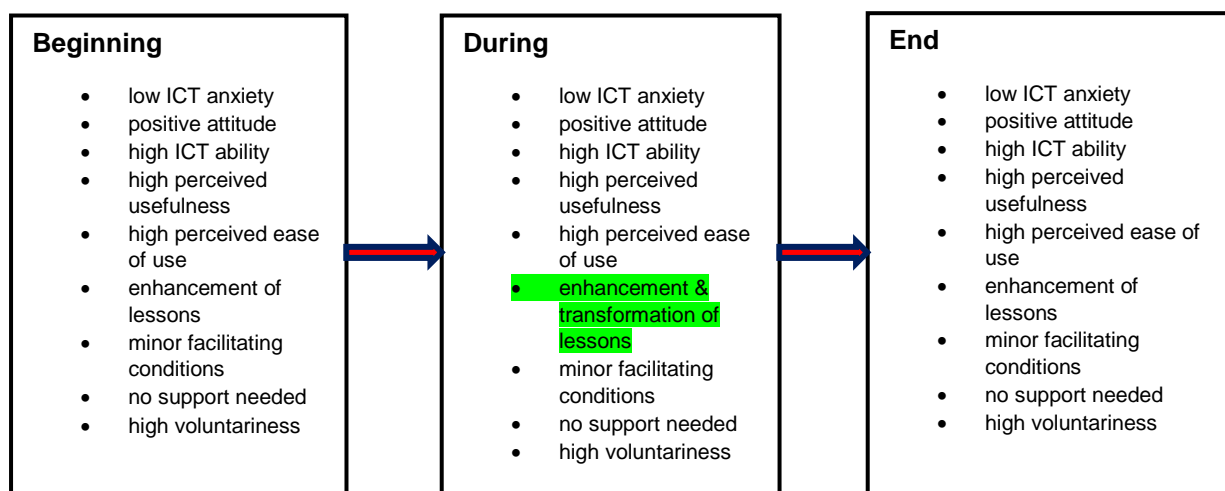 Beginning
• low ICT anxiety
• positive attitude
• high ICT ability
• high perceived
usefulness
• high perceived ease
of use
• enhancement of
lessons
• minor facilitating
conditions
• no support needed
• high voluntariness
During
• low ICT anxiety
• positive attitude
• high ICT ability
• high perceived
usefulness
• high perceived ease
of use
• enhancement &
transformation of
lessons
• minor facilitating
conditions
• no support needed
• high voluntariness
End
• low ICT anxiety
• positive attitude
• high ICT ability
• high perceived
usefulness
• high perceived ease of
use
• enhancement of
lessons
• minor facilitating
conditions
• no support needed
• high voluntariness